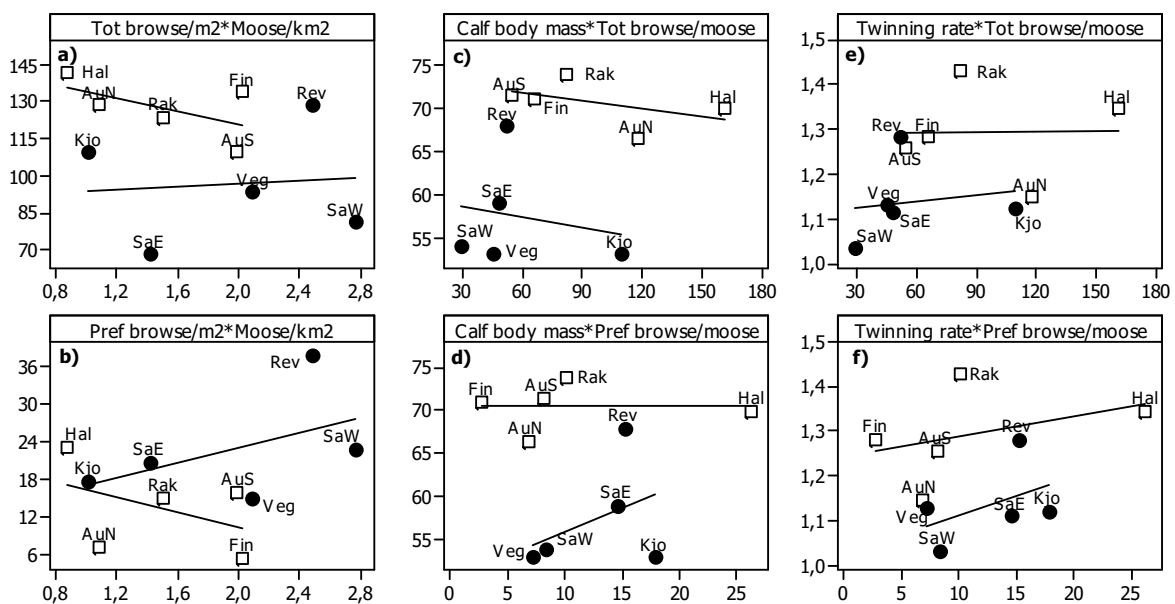 Tot browse/m2*Moose/km2
a)
145
130
115
100
85
70
Hal
AuN
Rak
Fin
Rev
Kjo
AuS
Veg
SaW
SaE
0,8 1,2 1,6 2,0 2,4 2,8
Calf body mass*Tot browse/moose
c)
75
70
65
60
55
AuS
Rak
Fin
Hal
Rev
AuN
SaE
SaW
Veg
Kjo
30 60 90 120 150 180
Twinning rate*Tot browse/moose
e)
1,5
1,4
1,3
1,2
1,1
1,0
Rak
Hal
Rev
Fin
AuS
AuN
Veg
SaE
Kjo
SaW
30 60 90 120 150 180
Pref browse/m2*Moose/km2
b)
36
30
24
18
12
6
Rev
Hal
SaE
SaW
Kjo
Rak
AuS
Veg
AuN
Fin
0,8 1,2 1,6 2,0 2,4 2,8
Calf body mass*Pref browse/moose
d)
75
70
65
60
55
Fin
AuS
Rak
Hal
AuN
Rev
SaE
Veg
SaW
Kjo
0 5 10 15 20 25
Twinning rate*Pref browse/moose
f)
1,5
1,4
1,3
1,2
1,1
1,0
Rak
Hal
Fin
AuS
Rev
AuN
Veg
SaE
Kjo
SaW
0 5 10 15 20 25